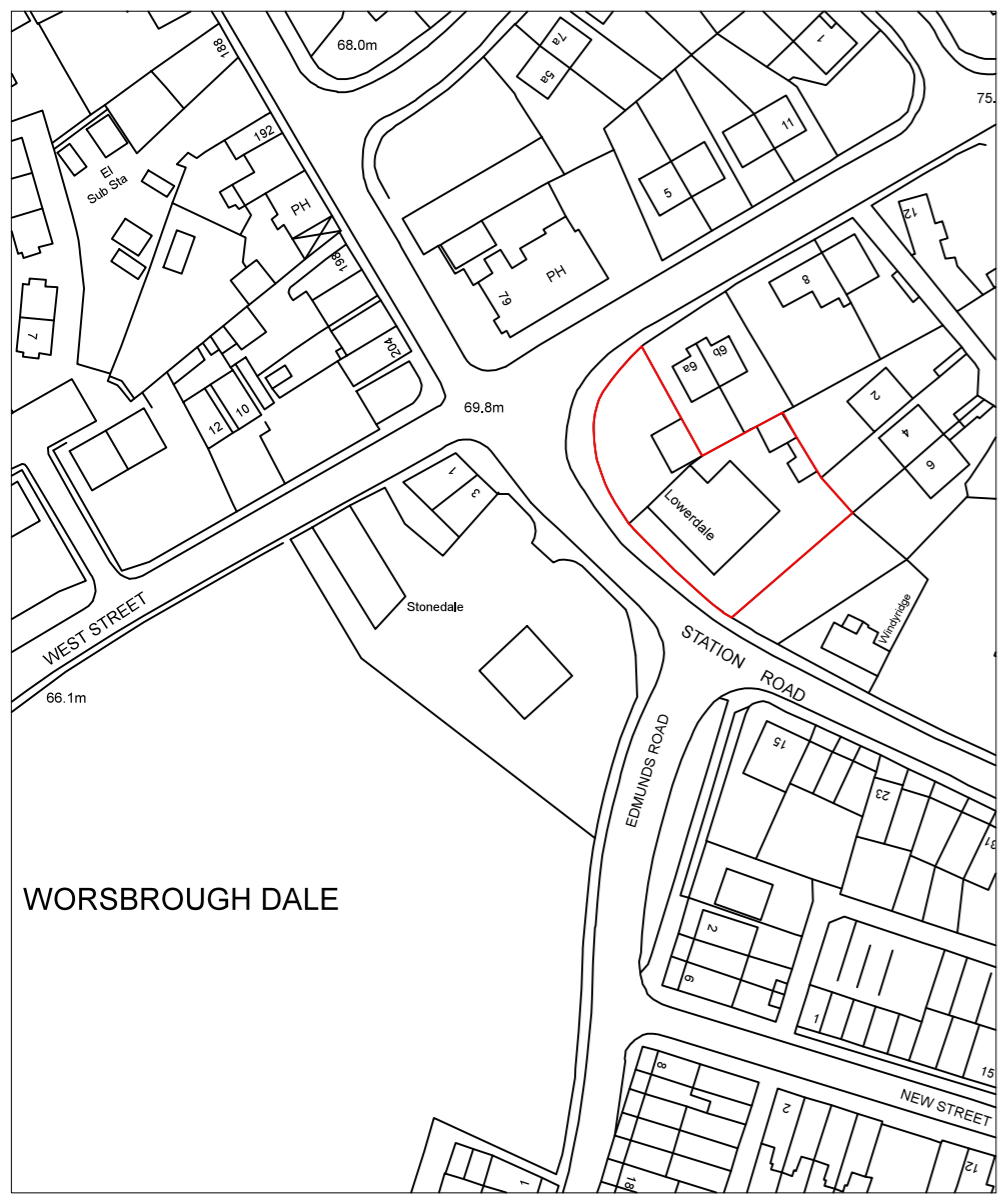 188
68.0m
7a
5a
1
75.
192
El
Sub Sta
11
5
PH
12
198
PH
79
8
7
204
6a
6b
2
69.8m
10
12
4
6
1
3
Lowerdale
Stonedale
WEST STREET
Windyridge
STATION ROAD
66.1m
EDMUNDS ROAD
15
23
31
WORSBROUGH DALE
2
6
1
8
15
NEW STREET
2
12
1
18